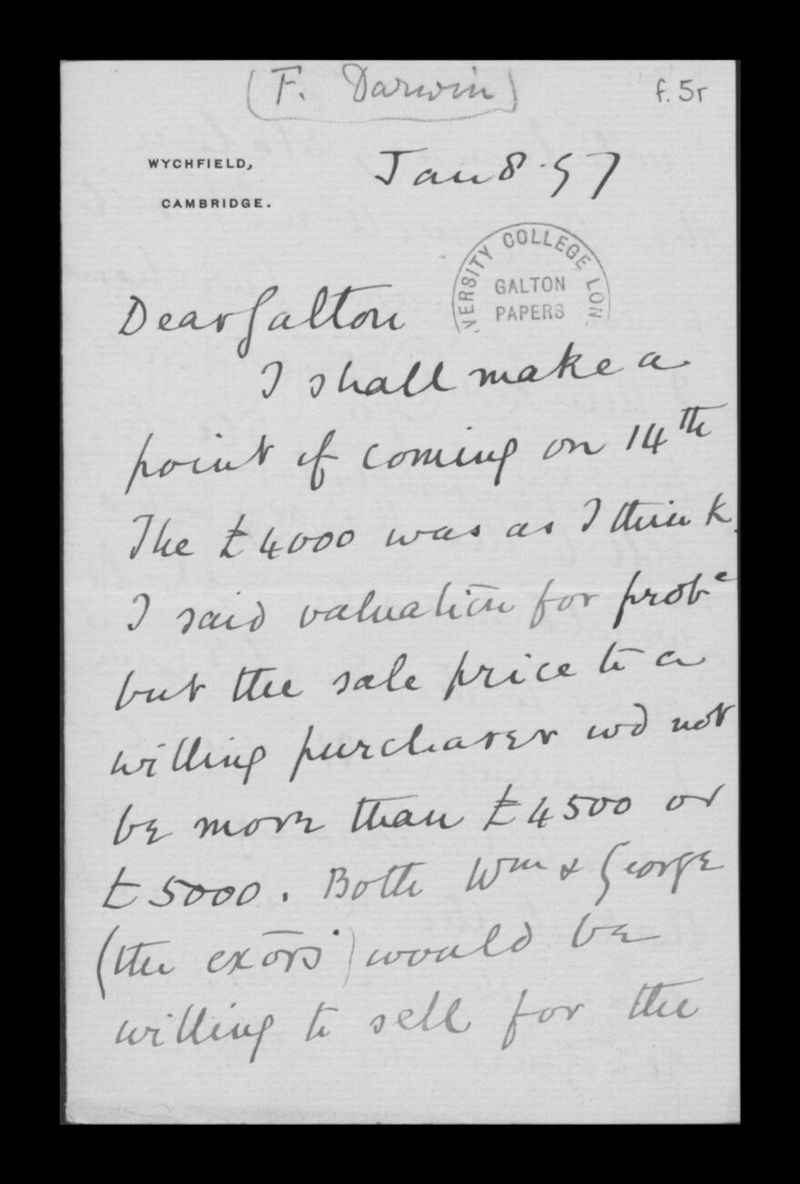 (F. Darwin)
f. 5r
WYCHFIELD,
CAMBRIDGE.
Jan 8. 97
VERSITY COLLEGE LON
GALTON
PAPERS
Dear Galton
I shall make a
point of coming on 14th
The £4000 was as I think
I said valuation for probe
but the sale price to a
willing purchaser wd not
be more than £4500 or
£5000. Both Wm & George
(the exōrs) would be
willing to sell for the